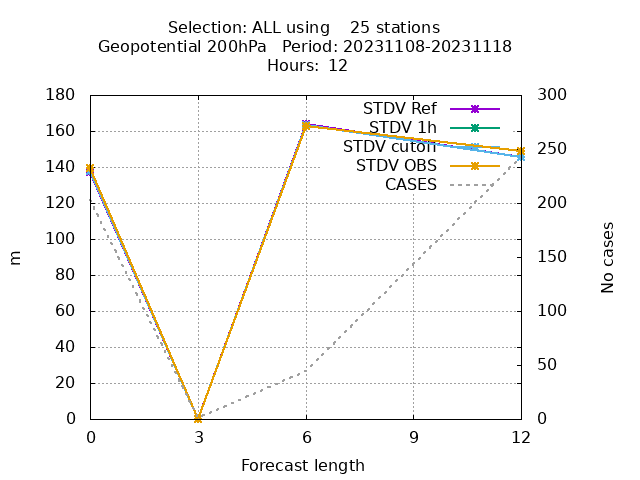 Selection: ALL using    25 stations
Geopotential 200hPa   Period: 20231108-20231118
Hours:  12
180
160
140
120
100
80
60
40
20
0
m
STDV Ref
STDV 1h
STDV cutoff
STDV OBS
CASES
300
250
200
150
100
50
0
No cases
0 3 6 9 12
Forecast length